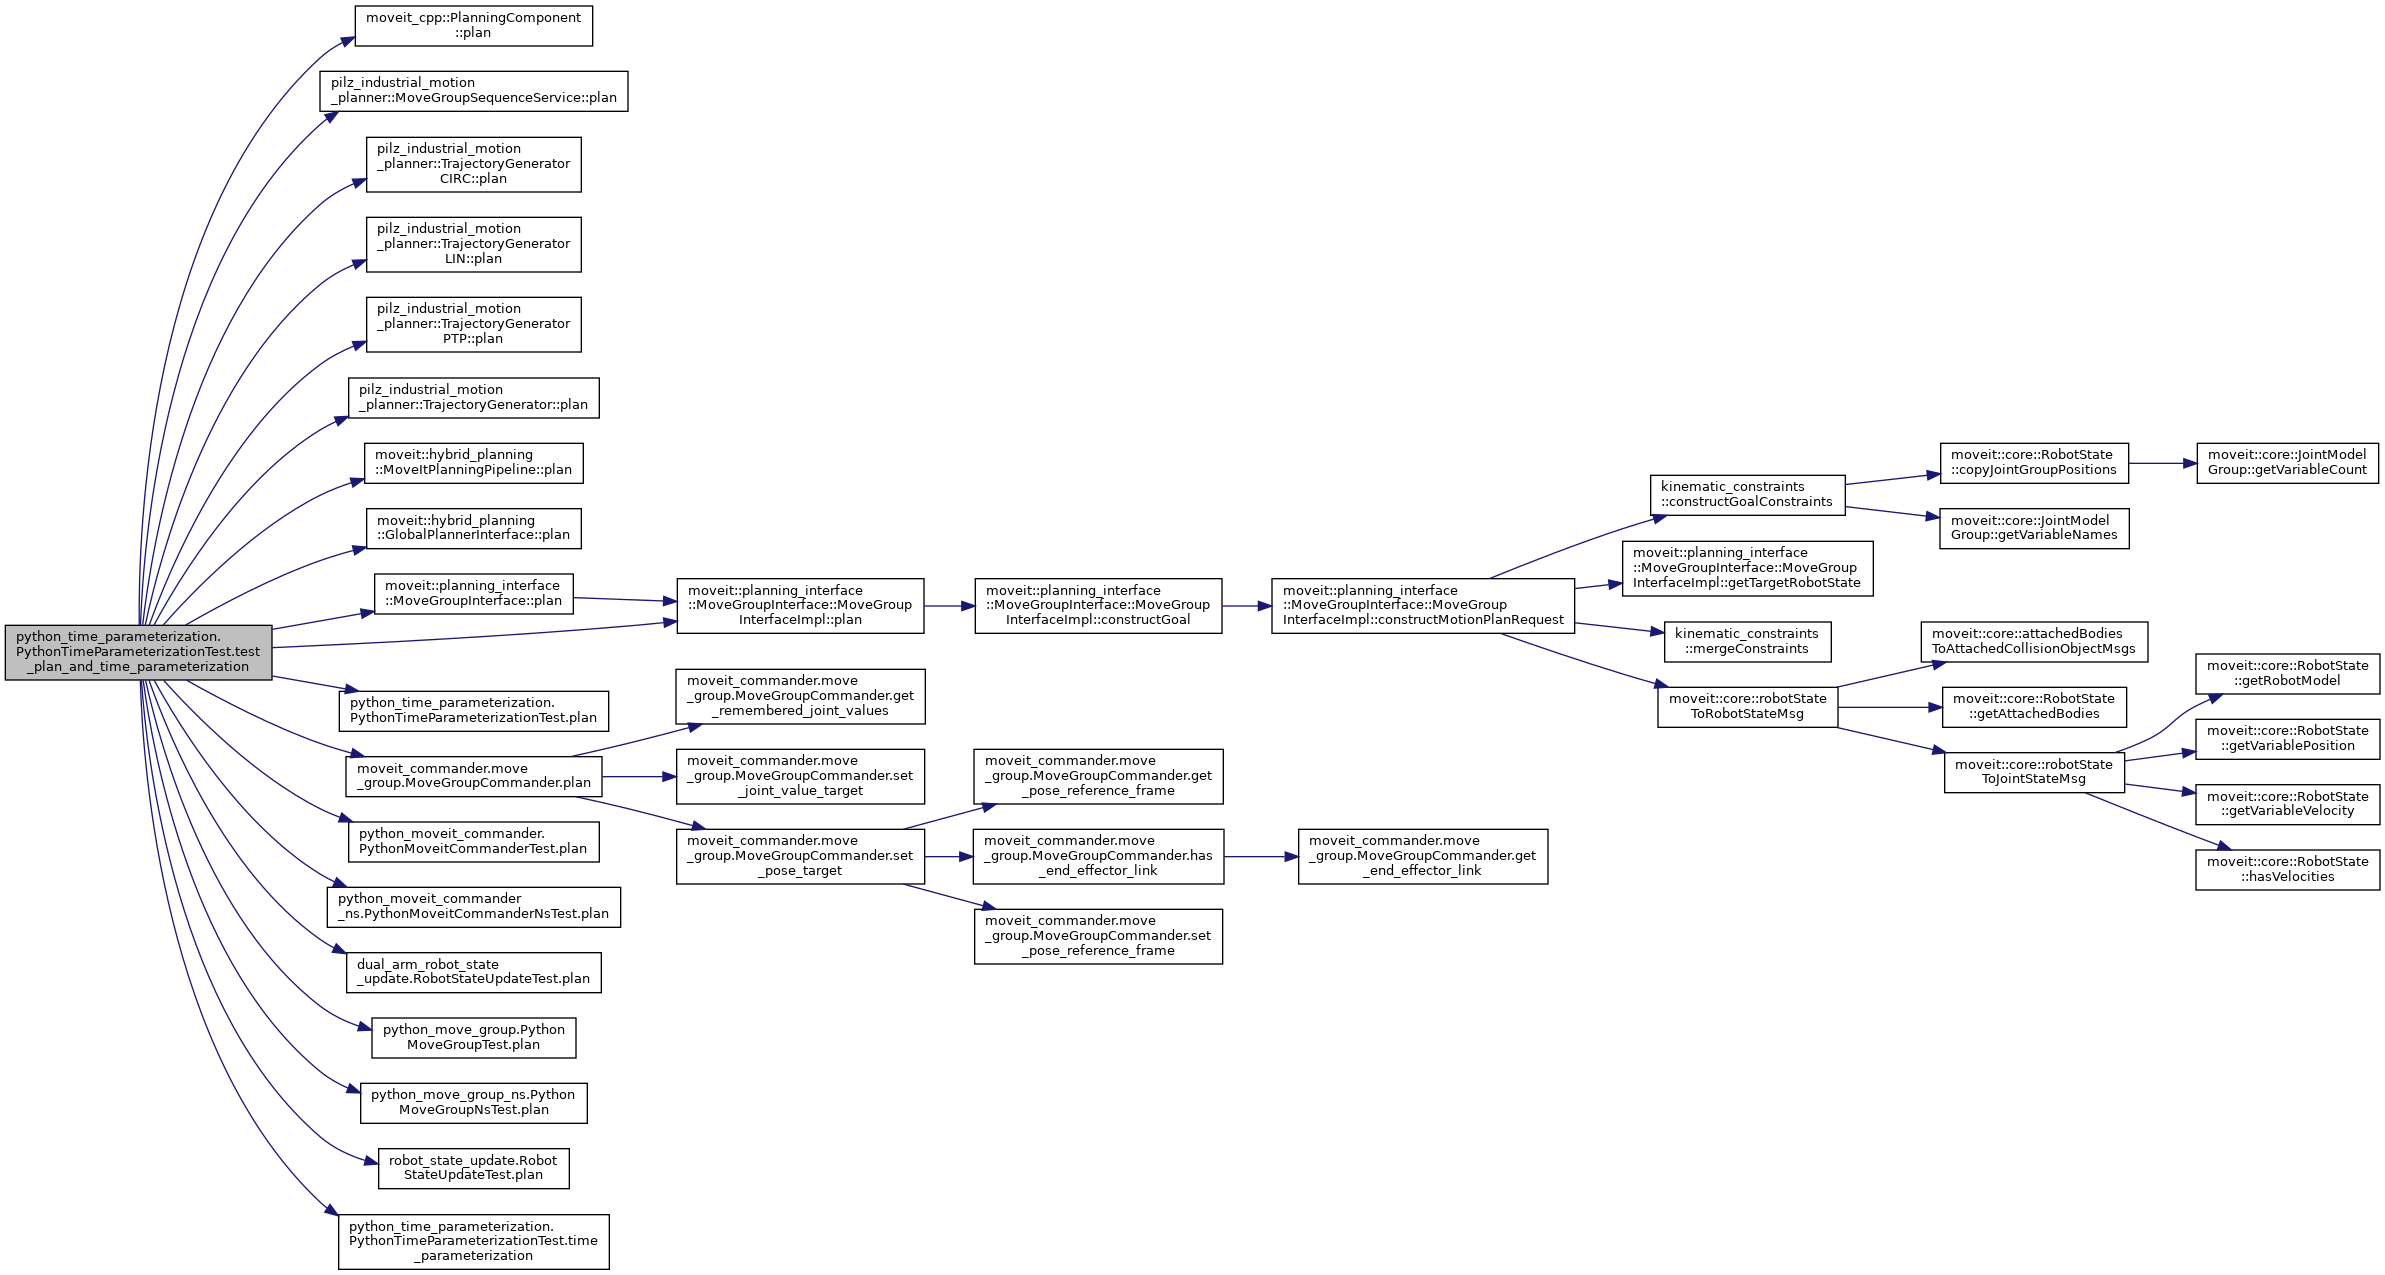 moveit_cpp::PlanningComponent
::plan
pilz_industrial_motion
_planner::MoveGroupSequenceService::plan
pilz_industrial_motion
_planner::TrajectoryGenerator
CIRC::plan
pilz_industrial_motion
_planner::TrajectoryGenerator
LIN::plan
pilz_industrial_motion
_planner::TrajectoryGenerator
PTP::plan
pilz_industrial_motion
_planner::TrajectoryGenerator::plan
moveit::hybrid_planning
::MoveItPlanningPipeline::plan
moveit::hybrid_planning
::GlobalPlannerInterface::plan
moveit::planning_interface
::MoveGroupInterface::plan
python_time_parameterization.
PythonTimeParameterizationTest.test
_plan_and_time_parameterization
python_time_parameterization.
PythonTimeParameterizationTest.plan
moveit_commander.move
_group.MoveGroupCommander.plan
python_moveit_commander.
PythonMoveitCommanderTest.plan
python_moveit_commander
_ns.PythonMoveitCommanderNsTest.plan
dual_arm_robot_state
_update.RobotStateUpdateTest.plan
python_move_group.Python
MoveGroupTest.plan
python_move_group_ns.Python
MoveGroupNsTest.plan
robot_state_update.Robot
StateUpdateTest.plan
python_time_parameterization.
PythonTimeParameterizationTest.time
_parameterization
moveit::planning_interface
::MoveGroupInterface::MoveGroup
InterfaceImpl::plan
moveit_commander.move
_group.MoveGroupCommander.get
_remembered_joint_values
moveit_commander.move
_group.MoveGroupCommander.set
_joint_value_target
moveit_commander.move
_group.MoveGroupCommander.set
_pose_target
moveit::planning_interface
::MoveGroupInterface::MoveGroup
InterfaceImpl::constructGoal
moveit_commander.move
_group.MoveGroupCommander.get
_pose_reference_frame
moveit_commander.move
_group.MoveGroupCommander.has
_end_effector_link
moveit_commander.move
_group.MoveGroupCommander.set
_pose_reference_frame
moveit::planning_interface
::MoveGroupInterface::MoveGroup
InterfaceImpl::constructMotionPlanRequest
moveit_commander.move
_group.MoveGroupCommander.get
_end_effector_link
kinematic_constraints
::constructGoalConstraints
moveit::planning_interface
::MoveGroupInterface::MoveGroup
InterfaceImpl::getTargetRobotState
kinematic_constraints
::mergeConstraints
moveit::core::robotState
ToRobotStateMsg
moveit::core::RobotState
::copyJointGroupPositions
moveit::core::JointModel
Group::getVariableNames
moveit::core::attachedBodies
ToAttachedCollisionObjectMsgs
moveit::core::RobotState
::getAttachedBodies
moveit::core::robotState
ToJointStateMsg
moveit::core::JointModel
Group::getVariableCount
moveit::core::RobotState
::getRobotModel
moveit::core::RobotState
::getVariablePosition
moveit::core::RobotState
::getVariableVelocity
moveit::core::RobotState
::hasVelocities